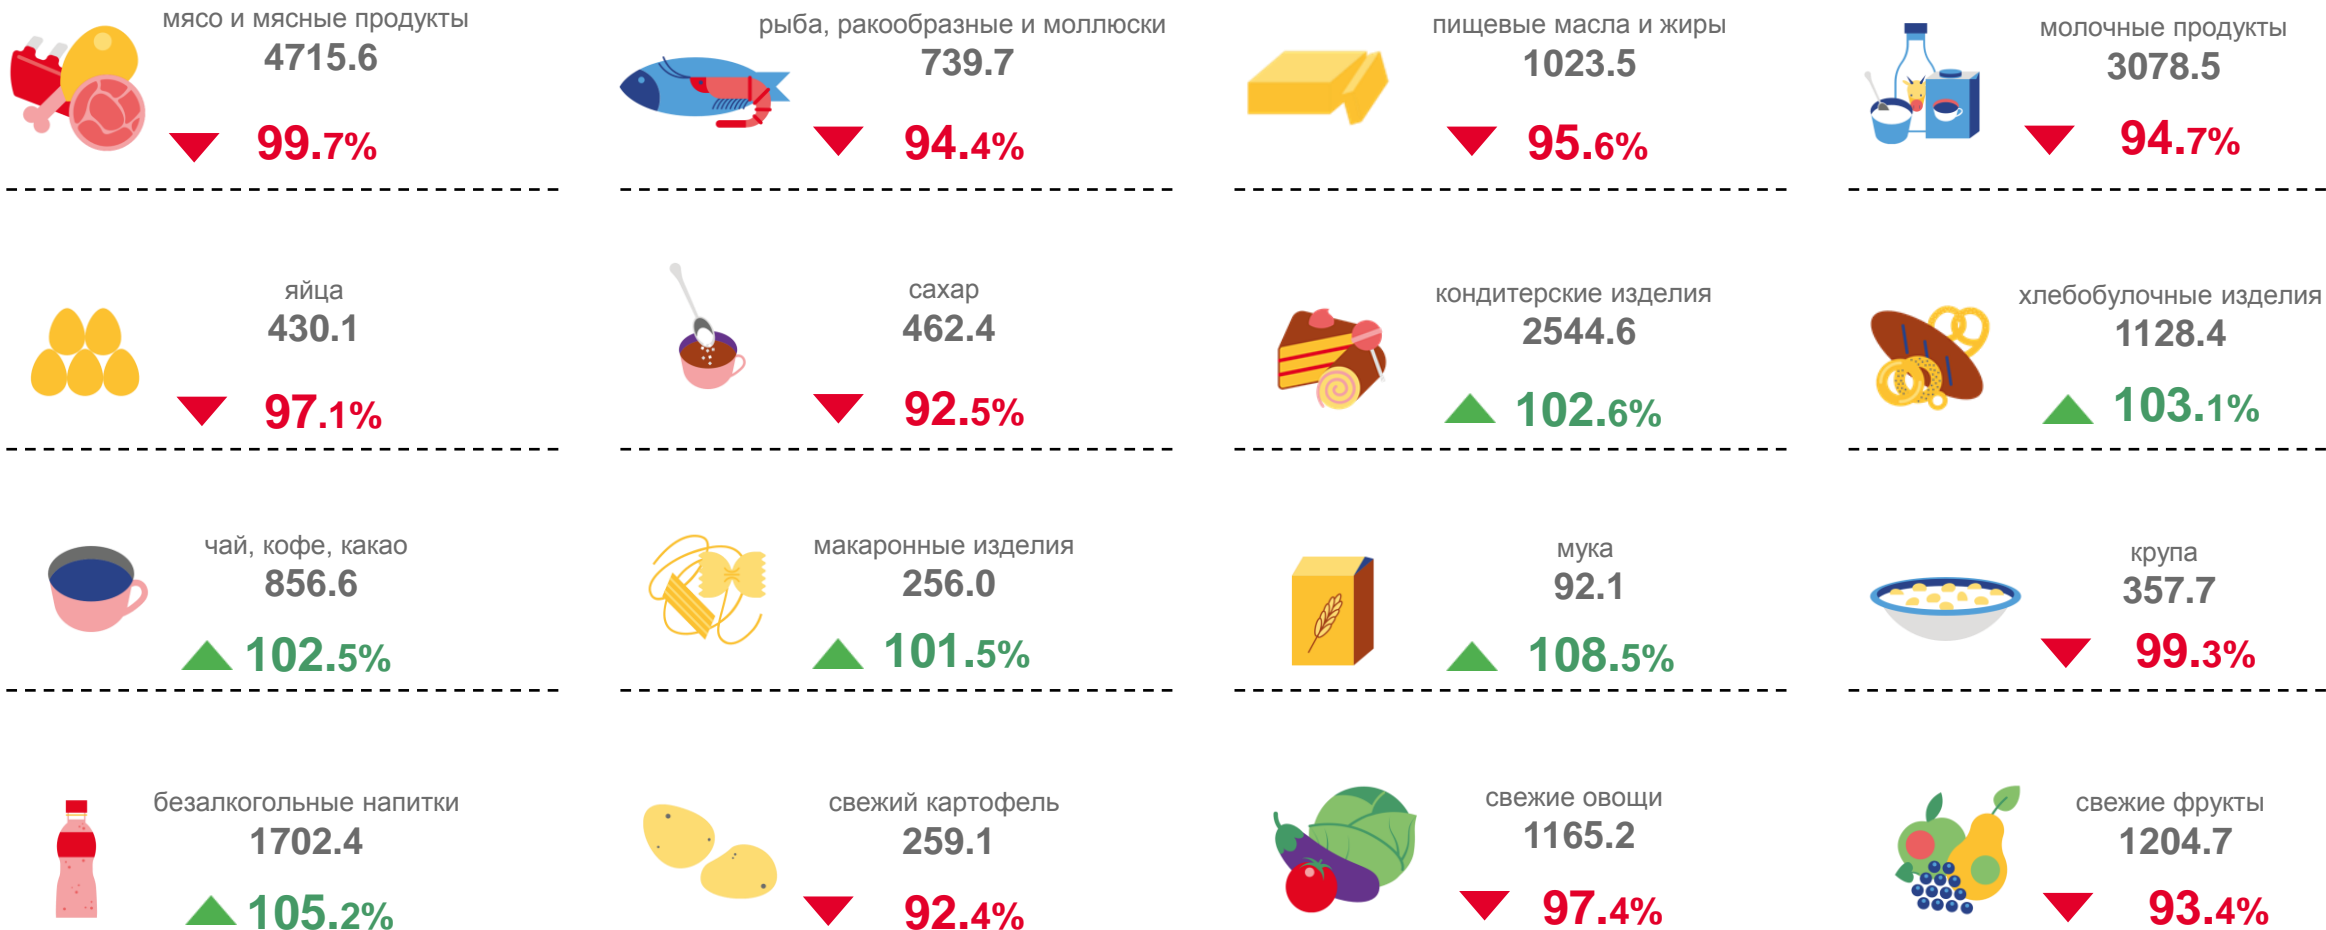 мясо и мясные продукты
4715.6
99.7%
рыба, ракообразные и моллюски
739.7
94.4%
пищевые масла и жиры
1023.5
95.6%
молочные продукты
3078.5
94.7%
яйца
430.1
97.1%
сахар
462.4
92.5%
кондитерские изделия
2544.6
102.6%
хлебобулочные изделия
1128.4
103.1%
чай, кофе, какао
856.6
102.5%
макаронные изделия
256.0
101.5%
мука
92.1
108.5%
крупа
357.7
99.3%
безалкогольные напитки
1702.4
105.2%
свежий картофель
259.1
92.4%
свежие овощи
1165.2
97.4%
свежие фрукты
1204.7
93.4%